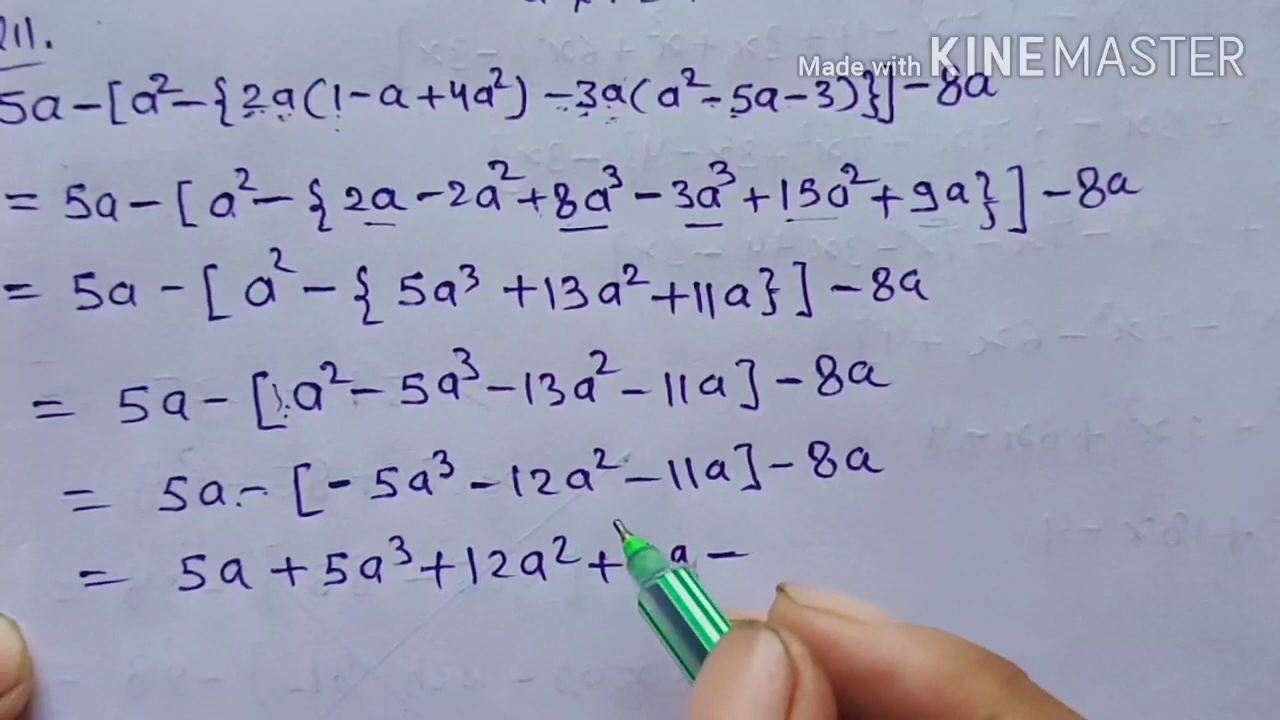 Made with KINEMASTER
5a-[a²-{2a(1-a+4a²)-3a(a²-5a-3)}]-8a
= 5a-[a²-{2a-2a²+8a³-3a³+15a²+9a}]-8a
= 5a-[a²-{5a³+13a²+11a}]-8a
= 5a-[a²-5a³-13a²-11a]-8a
= 5a-[-5a³-12a²-11a]-8a
= 5a+5a³+12a²+ a-